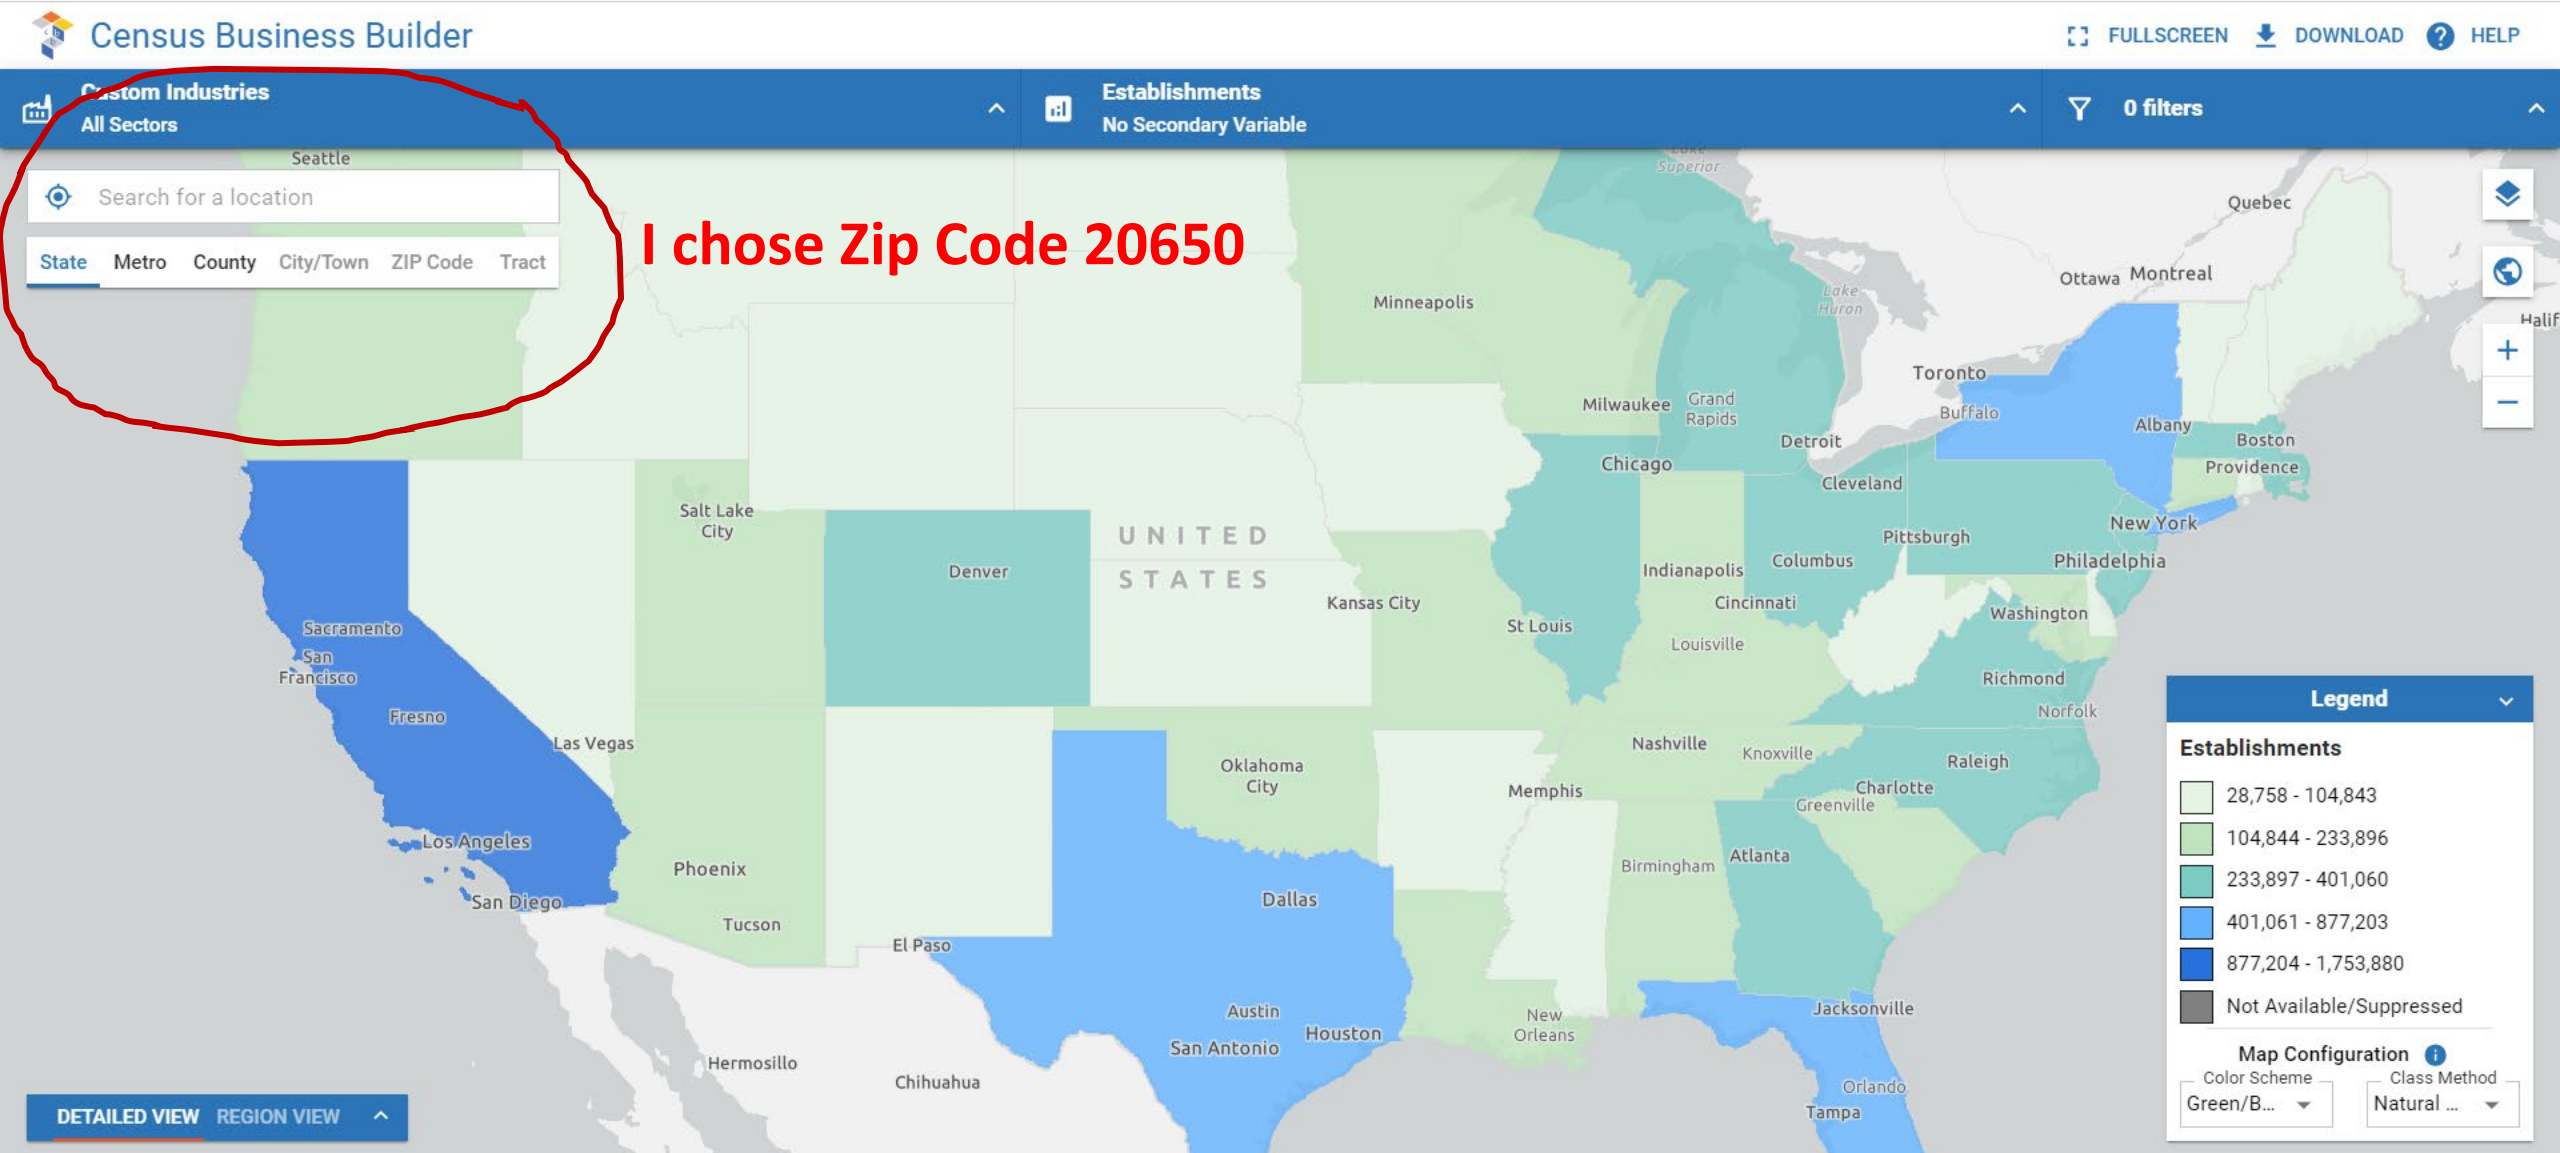 Census Business Builder
FULLSCREEN
DOWNLOAD
? HELP
Custom Industries
All Sectors
Establishments
No Secondary Variable
0 filters
Search for a location
State Metro County City/Town ZIP Code Tract
I chose Zip Code 20650
Seattle
Superior
Quebec
Ottawa
Montreal
Lake
Huron
Halif
Minneapolis
Toronto
Milwaukee
Grand
Rapids
Buffalo
Albany
Boston
Detroit
Providence
Chicago
Cleveland
Salt Lake
City
UNITED
STATES
New York
Pittsburgh
Philadelphia
Denver
Indianapolis
Columbus
Kansas City
Cincinnati
Washington
St Louis
Sacramento
San
Francisco
Louisville
Richmond
Norfolk
Fresno
Las Vegas
Nashville
Knoxville
Raleigh
Oklahoma
City
Memphis
Charlotte
Greenville
Los Angeles
Phoenix
Birmingham
Atlanta
San Diego
Dallas
Tucson
El Paso
Austin
Houston
San Antonio
New
Orleans
Jacksonville
Hermosillo
Chihuahua
Orlando
Tampa
Legend
Establishments
28,758 - 104,843
104,844 - 233,896
233,897 - 401,060
401,061 - 877,203
877,204 - 1,753,880
Not Available/Suppressed
Map Configuration i
Color Scheme
Green/B...
Class Method
Natural ...
DETAILED VIEW REGION VIEW